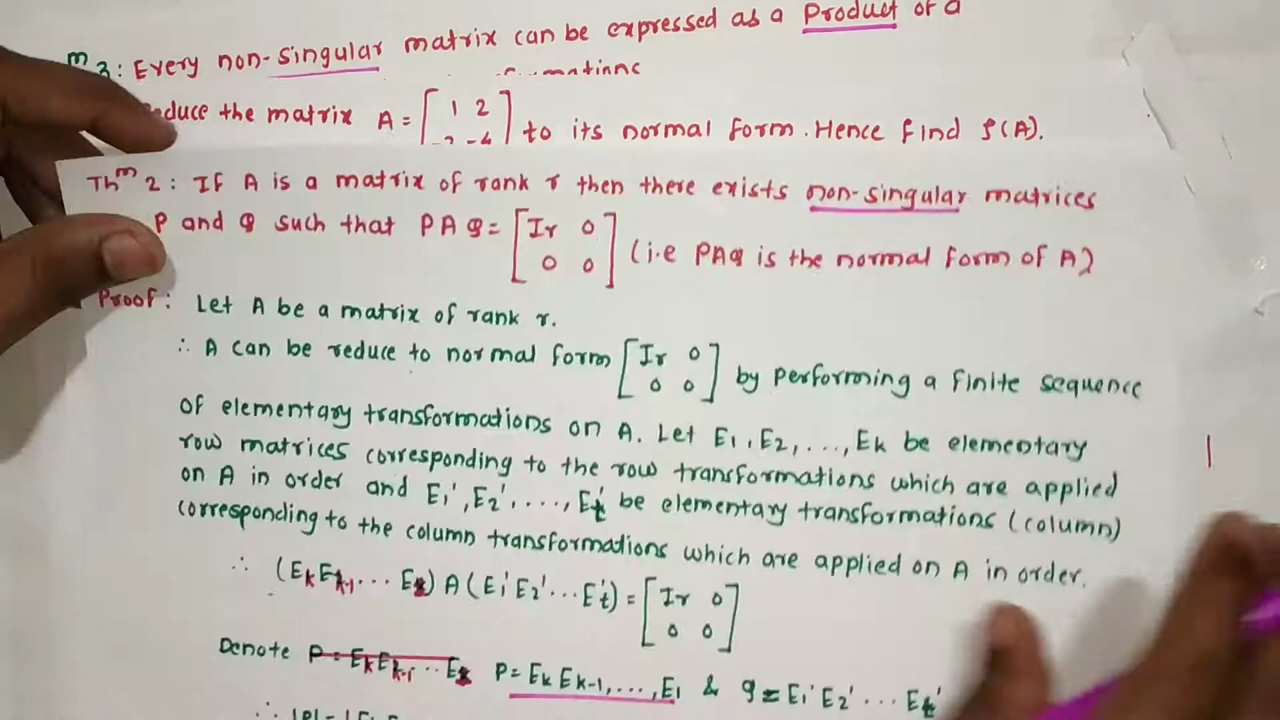 m 3: Every non-singular matrix can be expressed as a Product of a
duce the matrix A = [ 1 2 ] to its normal form. Hence find ρ(A).
Thm 2: If A is a matrix of rank r then there exists non-singular matrices
P and Q such that PAQ = [ Ir 0 0 0 ] (i.e PAQ is the normal form of A)
Proof: Let A be a matrix of rank r.
∴ A can be reduce to normal form [ Ir 0 0 0 ] by performing a finite sequence
of elementary transformations on A. Let E1, E2, ..., Ek be elementary
row matrices corresponding to the row transformations which are applied
on A in order and E1', E2', ...., Et' be elementary transformations (column)
corresponding to the column transformations which are applied on A in order.
∴ (Ek Ek-1 ... E1) A (E1' E2' ... Et') = [ Ir 0 0 0 ]
Denote P = Ek Ek-1 ... E1 P = Ek Ek-1, ..., E1 & Q = E1' E2' ... Et'